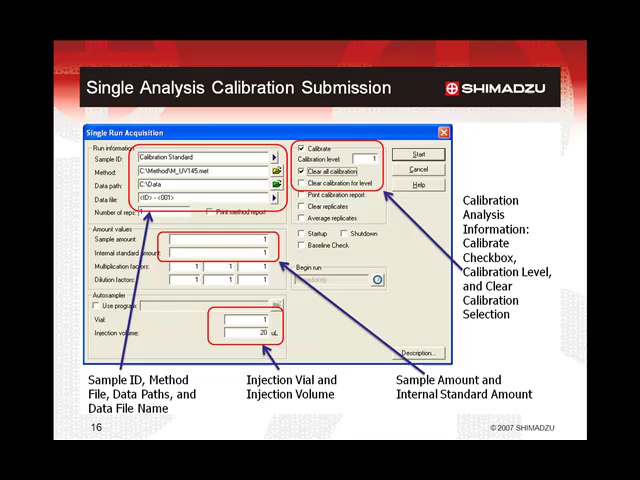 Single Analysis Calibration Submission
SHIMADZU
Single Run Acquisition
Run information
Sample ID: Calibration Standard
Method: C:\Method\M_UV145.met
Data path: C:\Data
Data file: <ID> - <001>
Number of reps: 1
Print method report
Calibrate
Calibration level: 1
Clear all calibration
Clear calibration for level
Print calibration report
Clear replicates
Average replicates
Start
Cancel
Help
Amount values
Sample amount: 1
Internal standard amount: 1
Multiplication factors: 1 1 1
Dilution factors: 1 1 1
Startup Shutdown
Baseline Check
Begin run
Autosampler
Use program:
Vial: 1
Injection volume: 20 uL
Description...
Calibration
Analysis
Information:
Calibrate
Checkbox,
Calibration Level,
and Clear
Calibration
Selection
Sample ID, Method
File, Data Paths, and
Data File Name
Injection Vial and
Injection Volume
Sample Amount and
Internal Standard Amount
16
© 2007 SHIMADZU